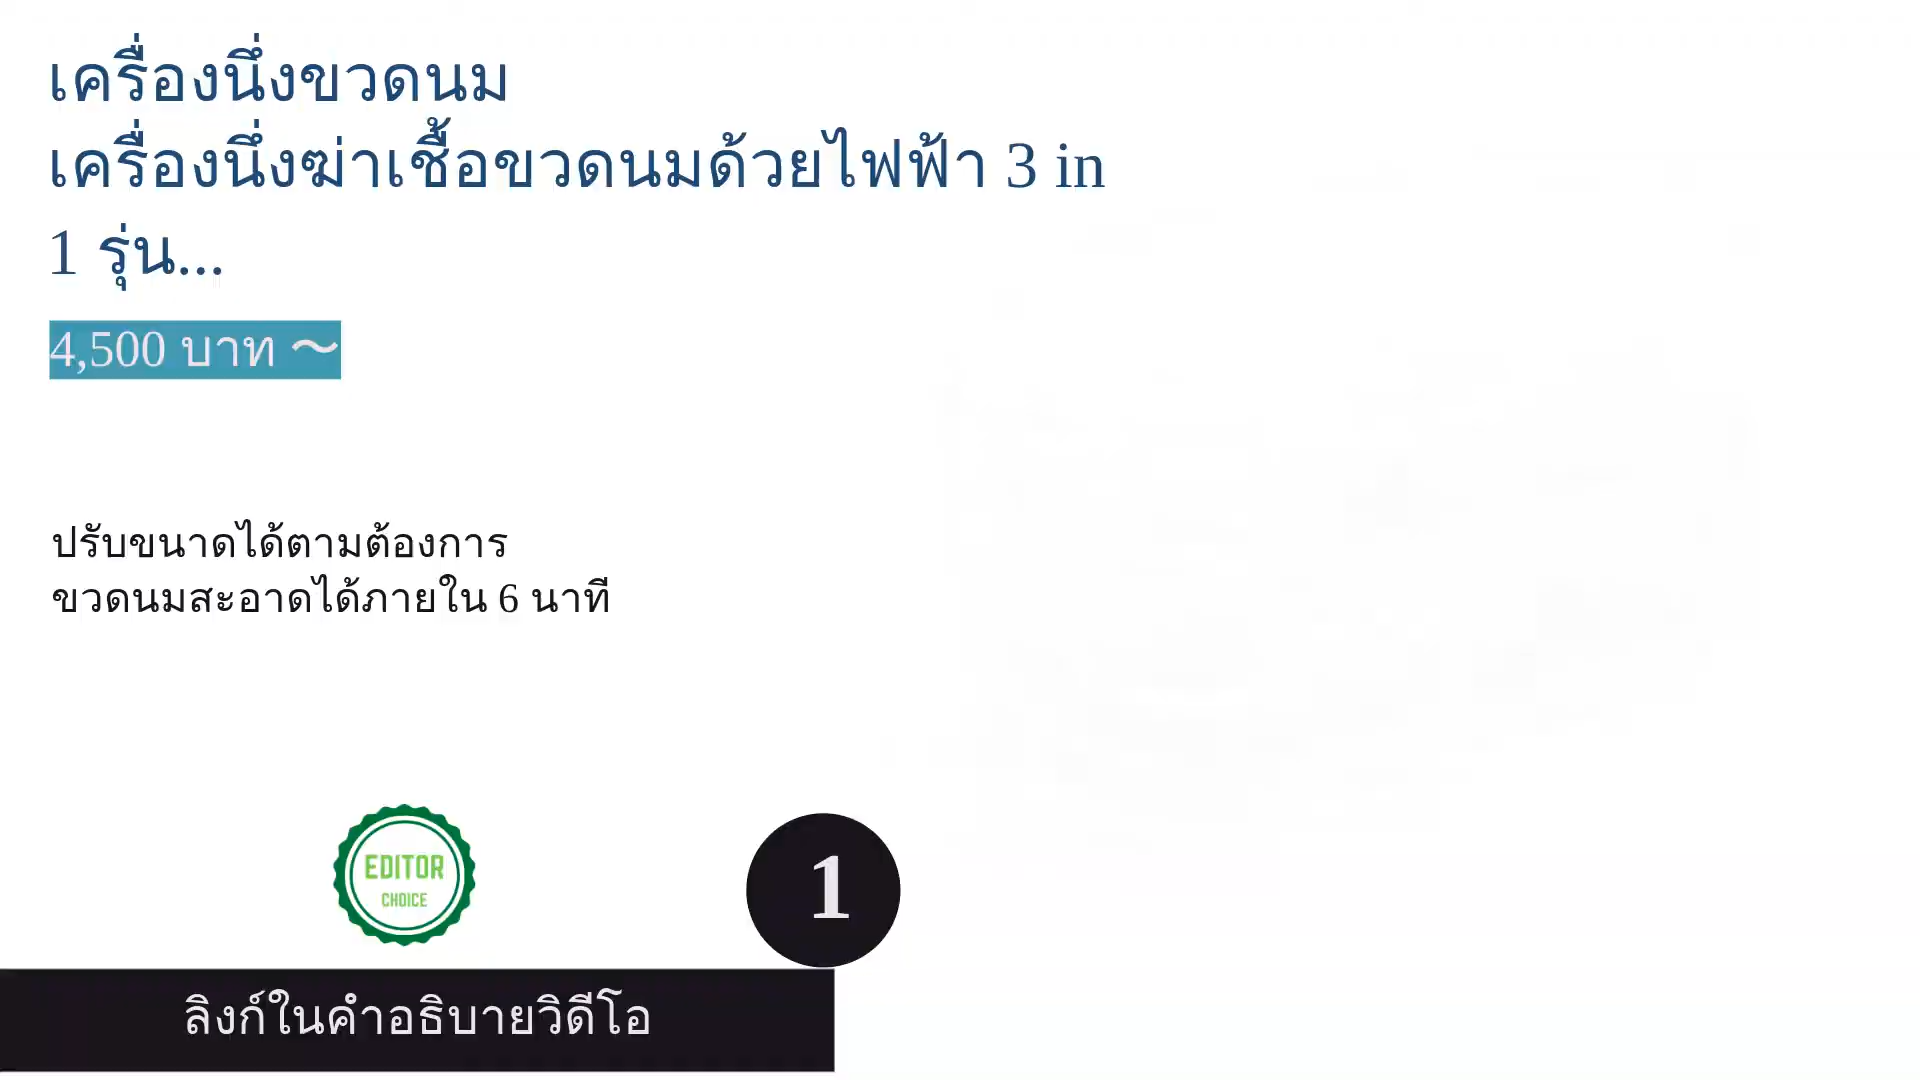 เครื่องนึ่งขวดนม
เครื่องนึ่งฆ่าเชื้อขวดนมด้วยไฟฟ้า 3 in
1 รุ่น...
4,500 บาท ～
ปรับขนาดได้ตามต้องการ
ขวดนมสะอาดได้ภายใน 6 นาที
EDITOR
CHOICE
1
ลิงก์ในคำอธิบายวิดีโอ